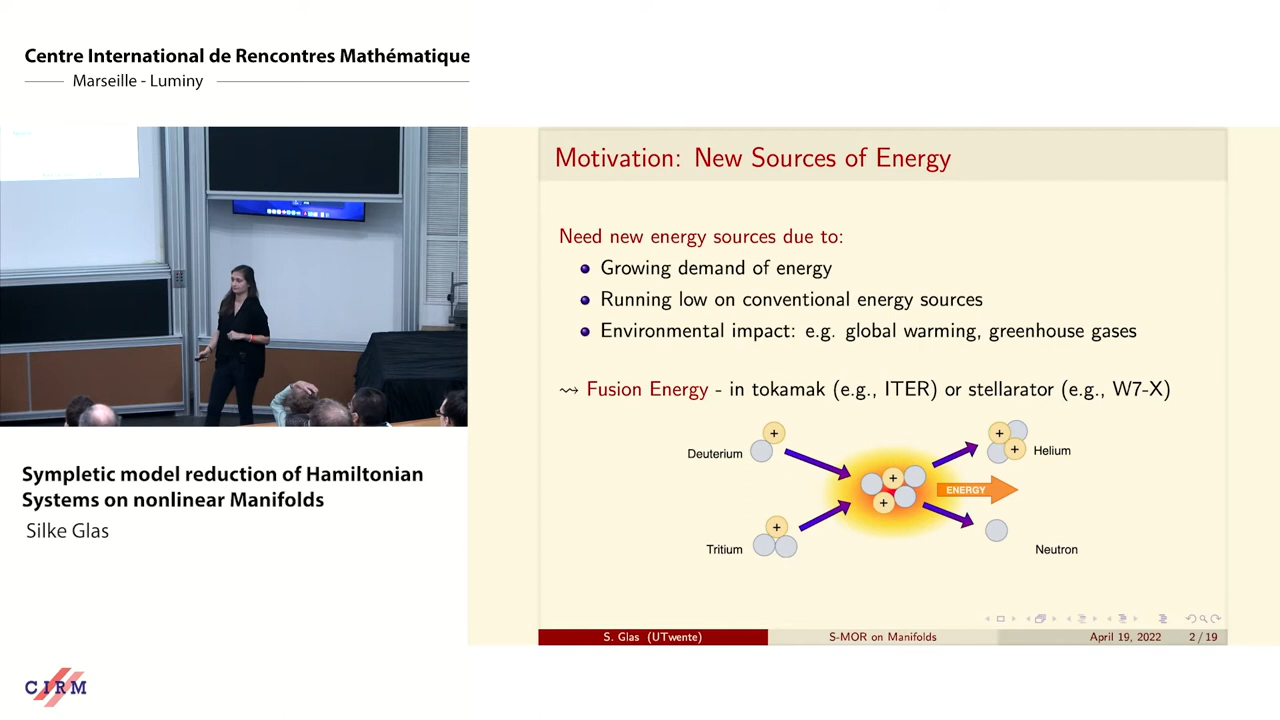 Centre International de Rencontres Mathématique
Marseille - Luminy
Motivation: New Sources of Energy
Need new energy sources due to:
Growing demand of energy
Running low on conventional energy sources
Environmental impact: e.g. global warming, greenhouse gases
⇝ Fusion Energy - in tokamak (e.g., ITER) or stellarator (e.g., W7-X)
Deuterium
+
+
+
Helium
+
+
ENERGY
+
Tritium
+
Neutron
S. Glas (UTwente)
S-MOR on Manifolds
April 19, 2022
2 / 19
Sympletic model reduction of Hamiltonian
Systems on nonlinear Manifolds
Silke Glas
CIRM